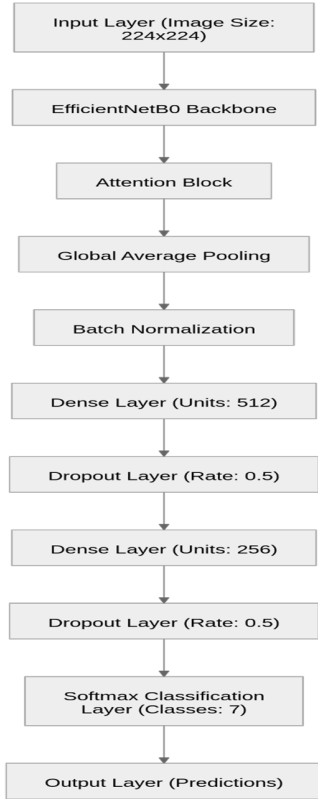 Input Layer (Image Size:
224x224)
EfficientNetB0 Backbone
Attention Block
Global Average Pooling
Batch Normalization
Dense Layer (Units: 512)
Dropout Layer (Rate: 0.5)
Dense Layer (Units: 256)
Dropout Layer (Rate: 0.5)
Softmax Classification
Layer (Classes: 7)
Output Layer (Predictions)